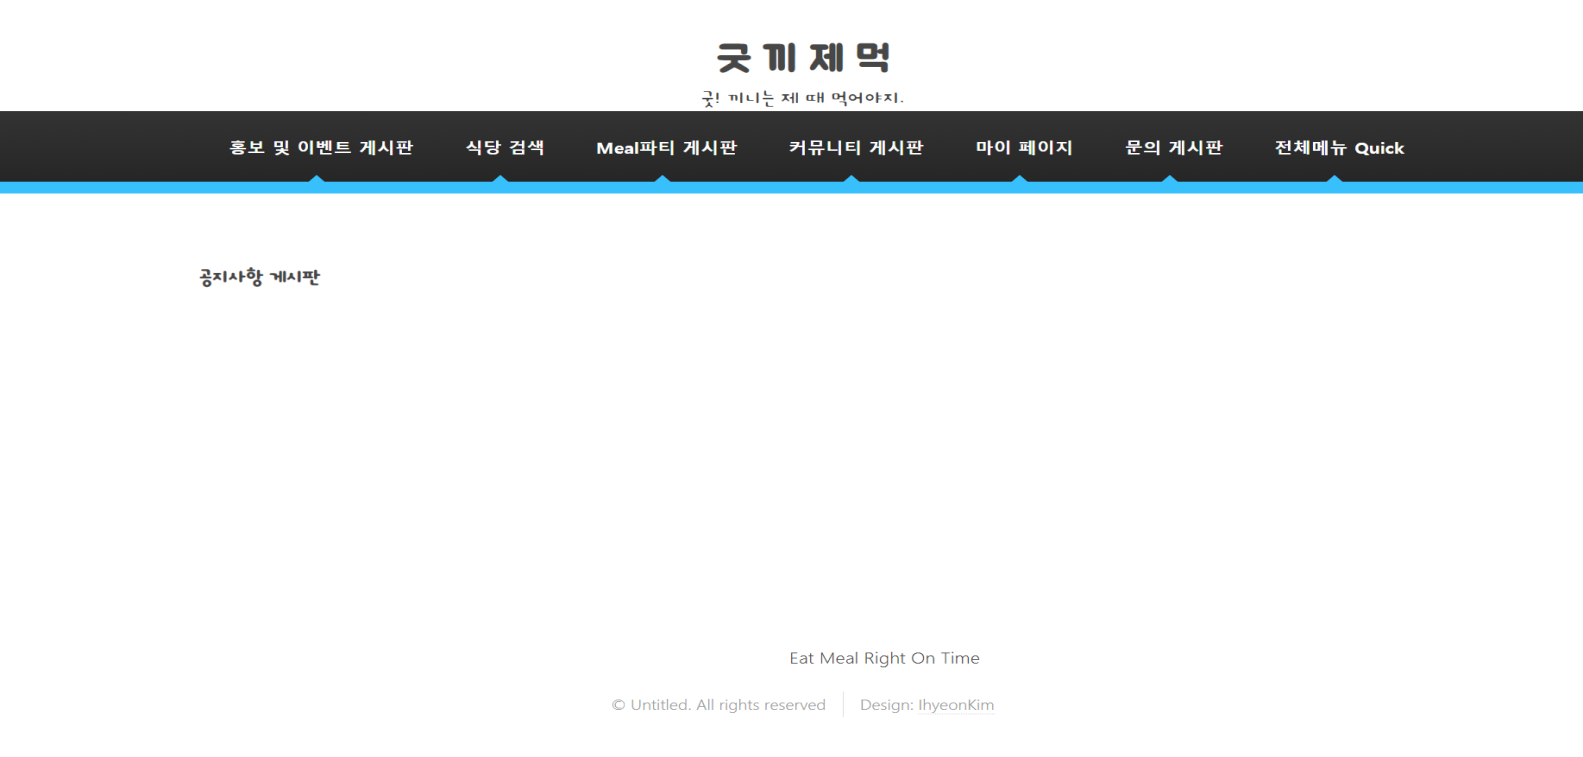 굿 끼 제 먹
굿! 끼니는 제 때 먹어야지.
홍보 및 이벤트 게시판 식당 검색 Meal파티 게시판 커뮤니티 게시판 마이 페이지 문의 게시판 전체메뉴 Quick
공지사항 게시판
Eat Meal Right On Time
© Untitled. All rights reserved Design: IhyeonKim